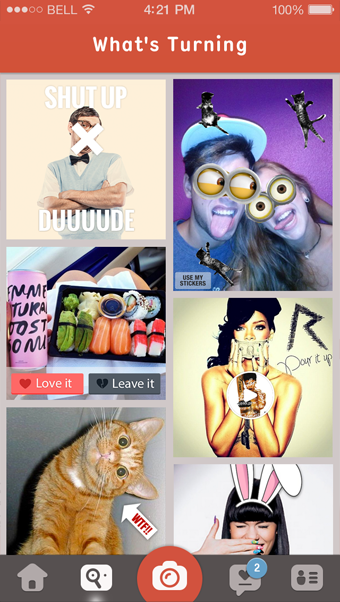 BELL
4:21 PM
100%
What's Turning
SHUT UP
DUUUUDE
USE MY
STICKERS
Love it
Leave it
R
Pour it up
WTF!!
2